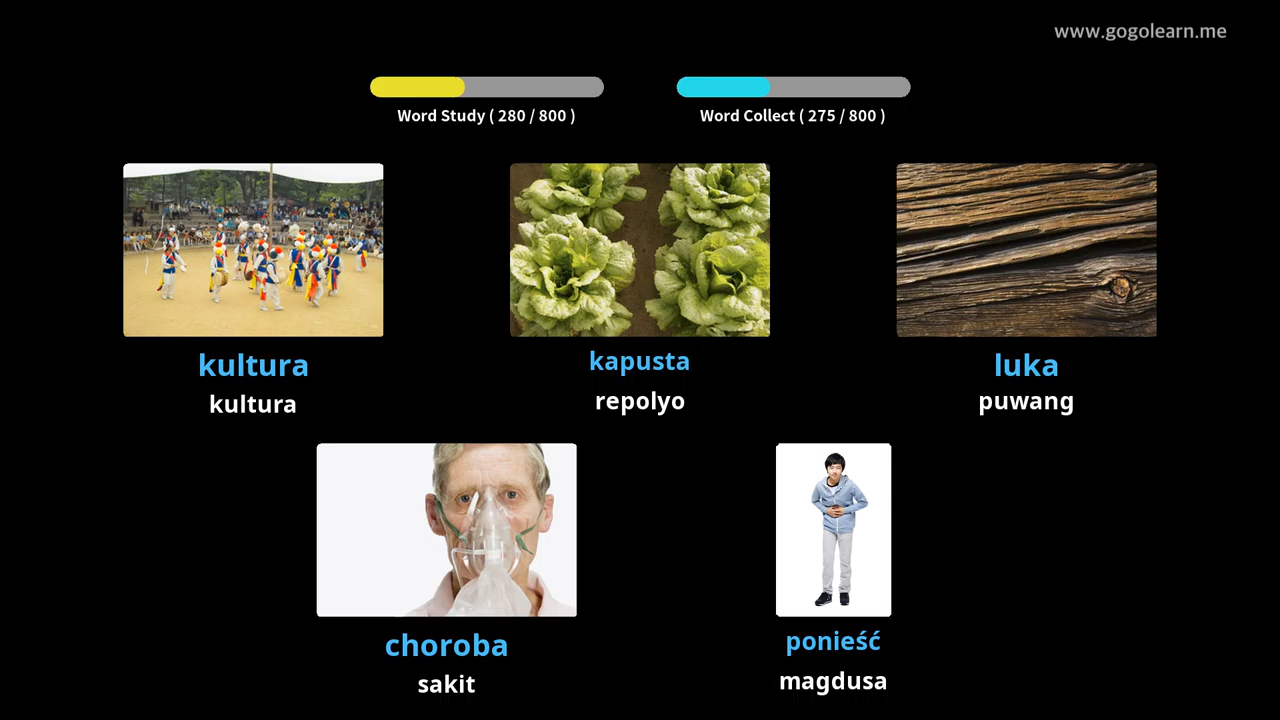 www.gogolearn.me
Word Study ( 280 / 800 )
Word Collect ( 275 / 800 )
kultura
kultura
kapusta
repolyo
luka
puwang
choroba
sakit
ponieść
magdusa